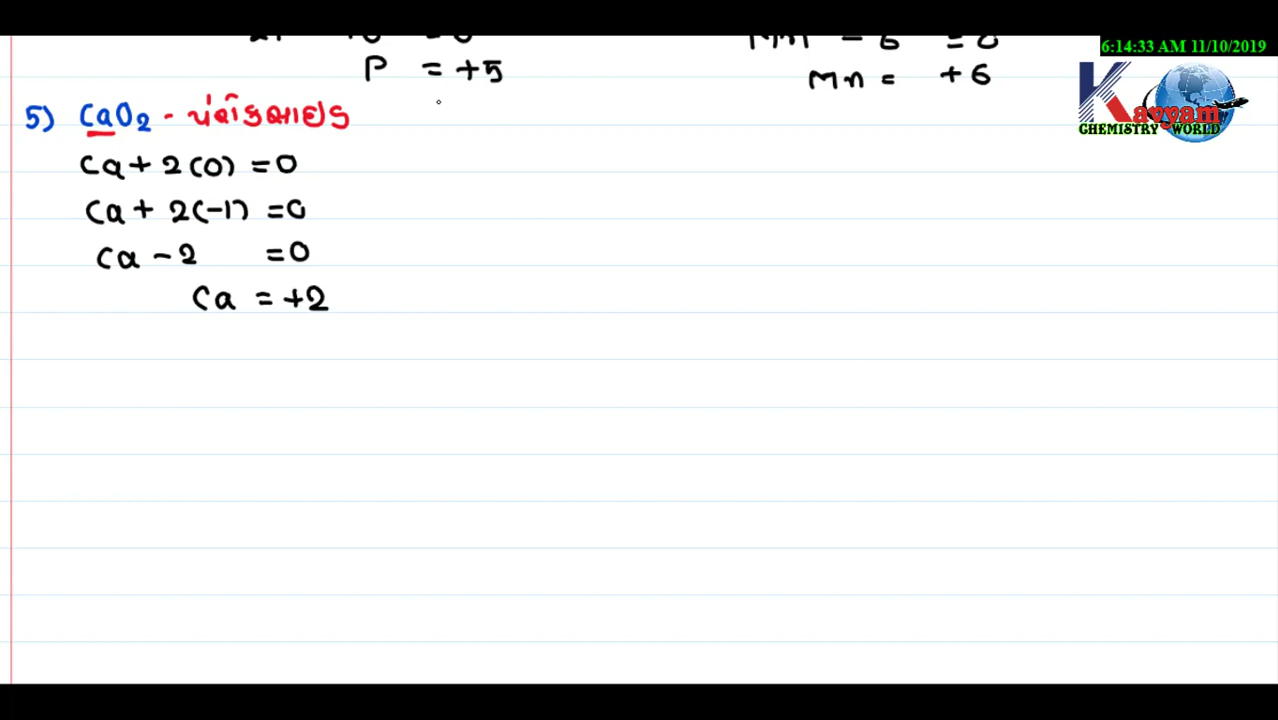 P = +5
Mn = +6
6:14:33 AM 11/10/2019
Kavyam
CHEMISTRY WORLD
5) CaO2 - પેરોક્સાઇડ
Ca + 2(O) = 0
Ca + 2(-1) = 0
Ca - 2 = 0
Ca = +2